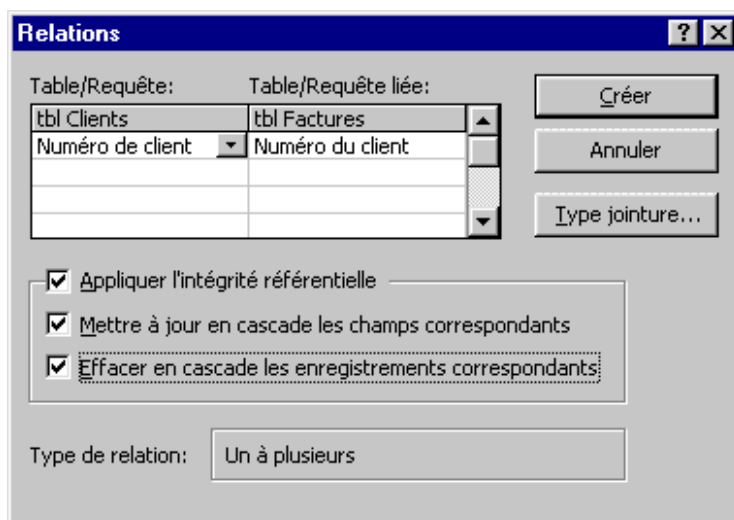 Relations
Table/Requête: Table/Requête liée:
tbl Clients tbl Factures
Numéro de client Numéro du client
Créer
Annuler
Type jointure...
Appliquer l'intégrité référentielle
Mettre à jour en cascade les champs correspondants
Effacer en cascade les enregistrements correspondants
Type de relation: Un à plusieurs